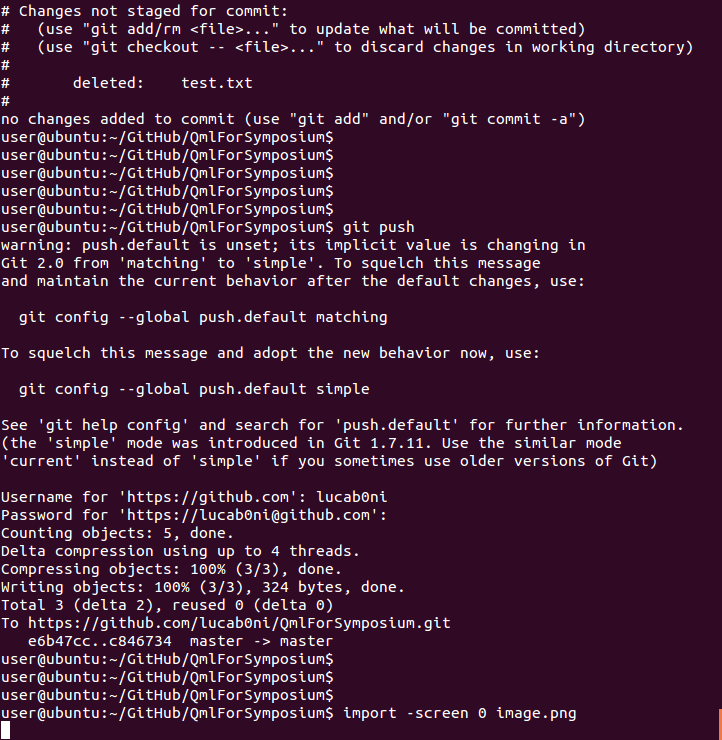 # Changes not staged for commit:
#   (use "git add/rm <file>..." to update what will be committed)
#   (use "git checkout -- <file>..." to discard changes in working directory)
#
#       deleted:    test.txt
#
no changes added to commit (use "git add" and/or "git commit -a")
user@ubuntu:~/GitHub/QmlForSymposium$
user@ubuntu:~/GitHub/QmlForSymposium$
user@ubuntu:~/GitHub/QmlForSymposium$
user@ubuntu:~/GitHub/QmlForSymposium$
user@ubuntu:~/GitHub/QmlForSymposium$
user@ubuntu:~/GitHub/QmlForSymposium$ git push
warning: push.default is unset; its implicit value is changing in
Git 2.0 from 'matching' to 'simple'. To squelch this message
and maintain the current behavior after the default changes, use:

  git config --global push.default matching

To squelch this message and adopt the new behavior now, use:

  git config --global push.default simple

See 'git help config' and search for 'push.default' for further information.
(the 'simple' mode was introduced in Git 1.7.11. Use the similar mode
'current' instead of 'simple' if you sometimes use older versions of Git)

Username for 'https://github.com': lucab0ni
Password for 'https://lucab0ni@github.com':
Counting objects: 5, done.
Delta compression using up to 4 threads.
Compressing objects: 100% (3/3), done.
Writing objects: 100% (3/3), 324 bytes, done.
Total 3 (delta 2), reused 0 (delta 0)
To https://github.com/lucab0ni/QmlForSymposium.git
   e6b47cc..c846734  master -> master
user@ubuntu:~/GitHub/QmlForSymposium$
user@ubuntu:~/GitHub/QmlForSymposium$
user@ubuntu:~/GitHub/QmlForSymposium$
user@ubuntu:~/GitHub/QmlForSymposium$ import -screen 0 image.png